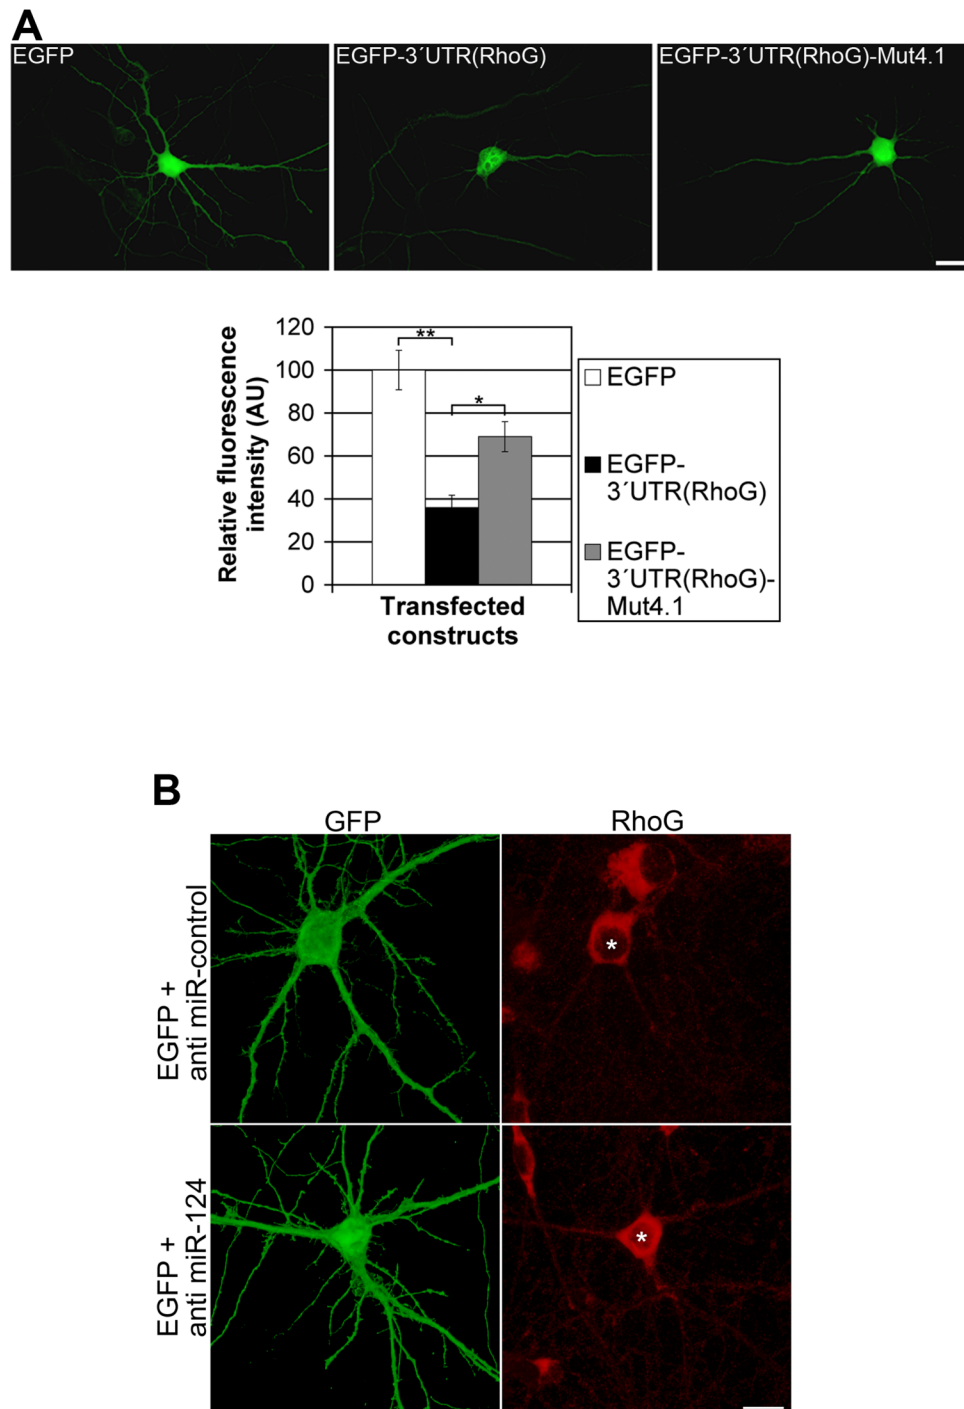 A
EGFP
EGFP-3´UTR(RhoG)
EGFP-3´UTR(RhoG)-Mut4.1
Relative fluorescence
intensity (AU)
120
100
80
60
40
20
0
**
*
Transfected
constructs
EGFP
EGFP-
3´UTR(RhoG)
EGFP-
3´UTR(RhoG)-
Mut4.1
B
GFP
RhoG
EGFP +
anti miR-control
*
EGFP +
anti miR-124
*